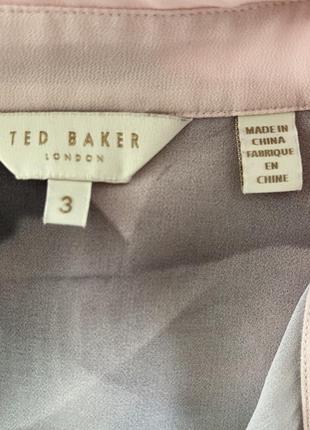 TED BAKER
LONDON
3
MADE IN
CHINA
FABRIQUE
EN
CHINE